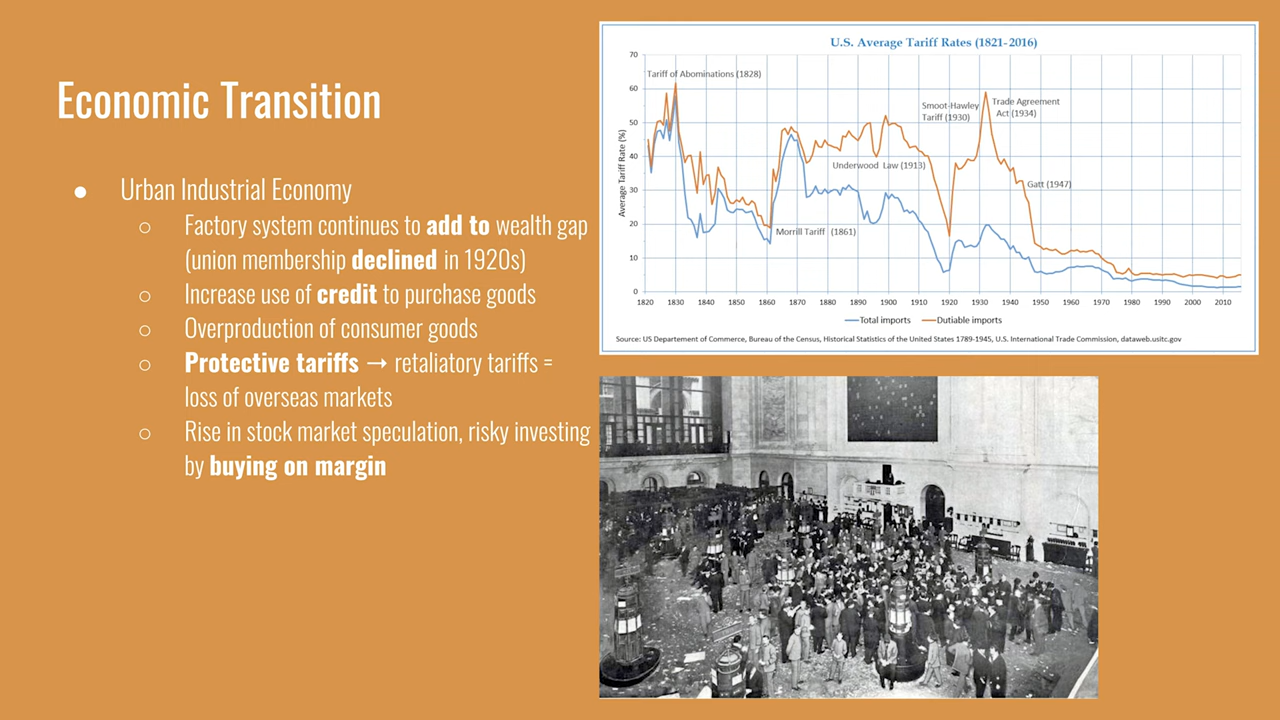 Economic Transition
● Urban Industrial Economy
○ Factory system continues to add to wealth gap
(union membership declined in 1920s)
○ Increase use of credit to purchase goods
○ Overproduction of consumer goods
○ Protective tariffs → retaliatory tariffs =
loss of overseas markets
○ Rise in stock market speculation, risky investing
by buying on margin
U.S. Average Tariff Rates (1821-2016)
Average Tariff Rate (%)
70
60
50
40
30
20
10
0
Tariff of Abominations (1828)
Smoot-Hawley
Tariff (1930)
Trade Agreement
Act (1934)
Underwood Law (1913)
Gatt (1947)
Morrill Tariff (1861)
1820 1830 1840 1850 1860 1870 1880 1890 1900 1910 1920 1930 1940 1950 1960 1970 1980 1990 2000 2010
Total imports Dutiable imports
Source: US Departement of Commerce, Bureau of the Census, Historical Statistics of the United States 1789-1945, U.S. International Trade Commission, dataweb.usitc.gov